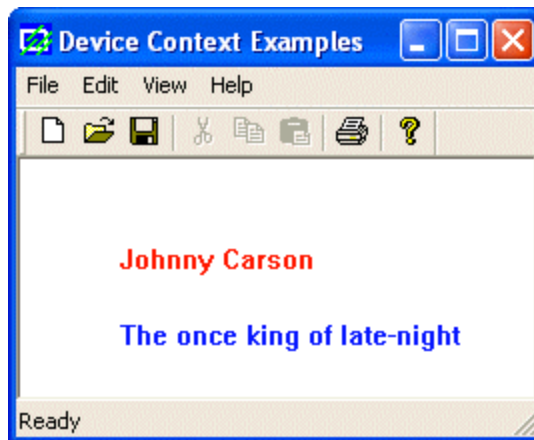 Device Context Examples
File Edit View Help
Johnny Carson
The once king of late-night
Ready